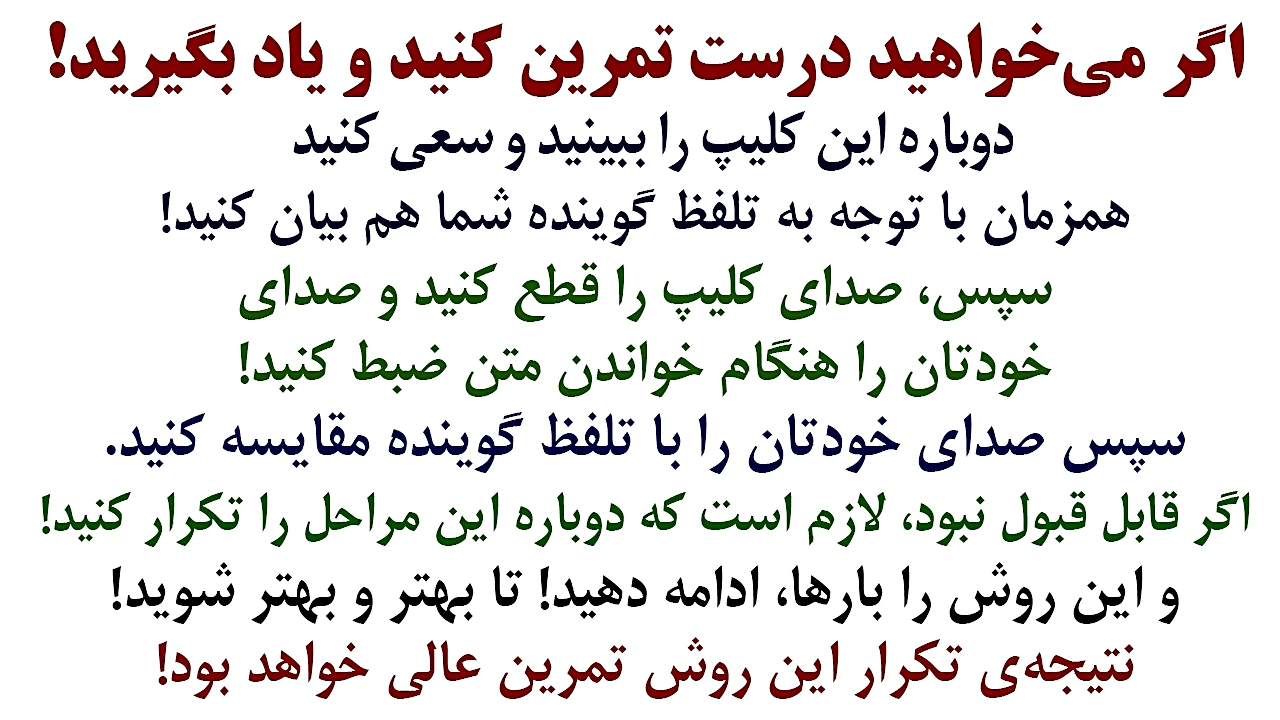 اگر می‌خواهید درست تمرین کنید و یاد بگیرید!
دوباره این کلیپ را ببینید و سعی کنید
همزمان با توجه به تلفظ گوینده شما هم بیان کنید!
سپس، صدای کلیپ را قطع کنید و صدای
خودتان را هنگام خواندن متن ضبط کنید!
سپس صدای خودتان را با تلفظ گوینده مقایسه کنید.
اگر قابل قبول نبود، لازم است که دوباره این مراحل را تکرار کنید!
و این روش را بارها، ادامه دهید! تا بهتر و بهتر شوید!
نتیجه‌ی تکرار این روش تمرین عالی خواهد بود!